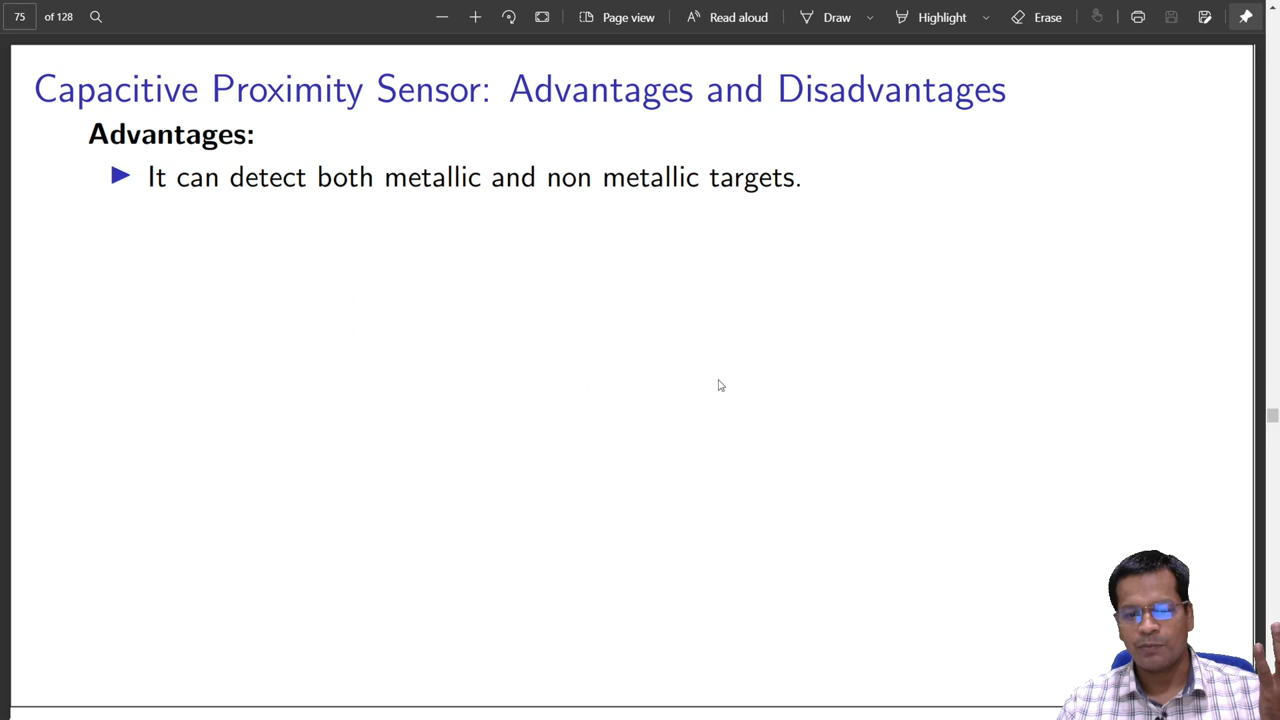 75 of 128 Page view Read aloud Draw Highlight Erase
Capacitive Proximity Sensor: Advantages and Disadvantages
Advantages:
It can detect both metallic and non metallic targets.